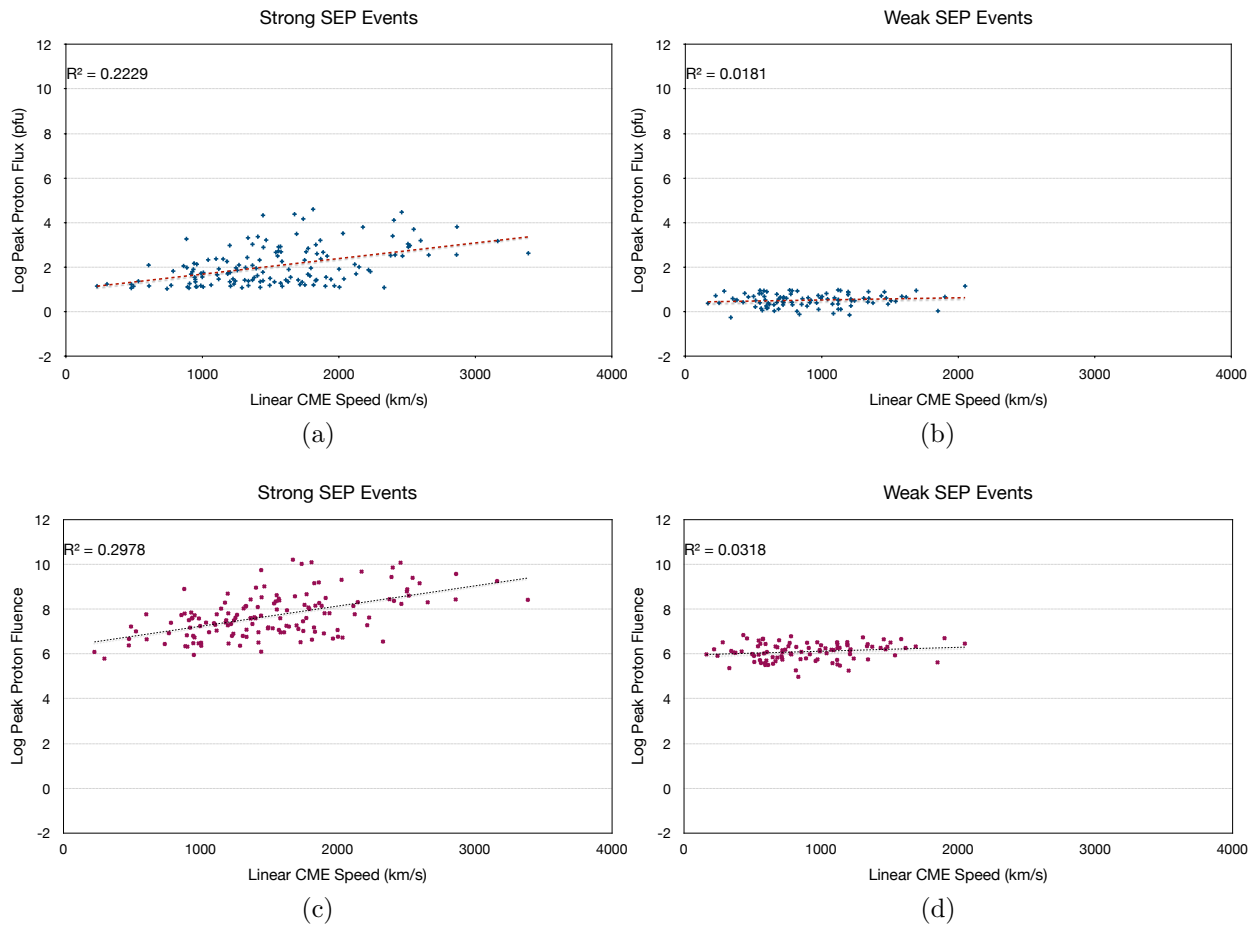 Strong SEP Events
12
10
8
6
4
2
0
-2
R² = 0.2229
Log Peak Proton Flux (pfu)
0 1000 2000 3000 4000
Linear CME Speed (km/s)
(a)
Weak SEP Events
12
10
8
6
4
2
0
-2
R² = 0.0181
Log Peak Proton Flux (pfu)
0 1000 2000 3000 4000
Linear CME Speed (km/s)
(b)
Strong SEP Events
12
10
8
6
4
2
0
-2
R² = 0.2978
Log Peak Proton Fluence
0 1000 2000 3000 4000
Linear CME Speed (km/s)
(c)
Weak SEP Events
12
10
8
6
4
2
0
-2
R² = 0.0318
Log Peak Proton Fluence
0 1000 2000 3000 4000
Linear CME Speed (km/s)
(d)